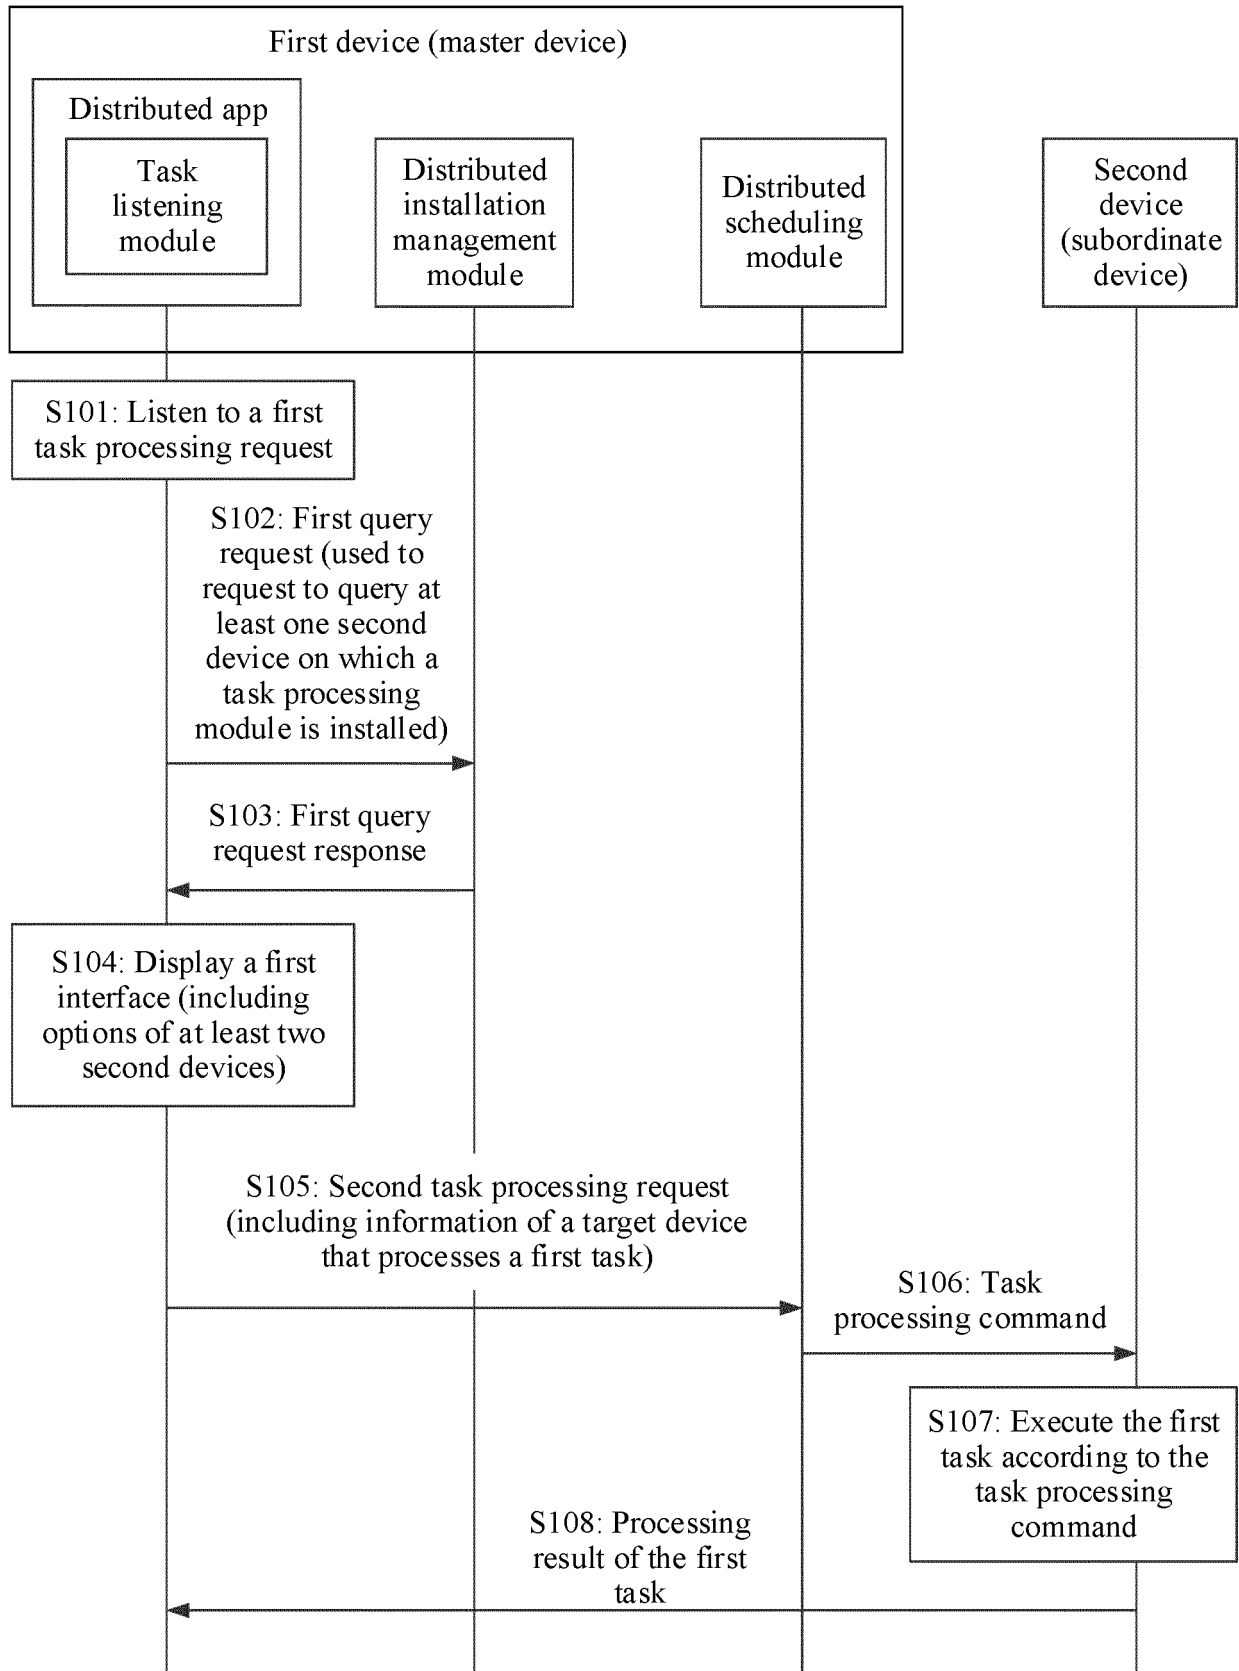 First device (master device)
Distributed app
Task
listening
module
Distributed
installation
management
module
Distributed
scheduling
module
Second
device
(subordinate
device)
S101: Listen to a first
task processing request
S102: First query
request (used to
request to query at
least one second
device on which a
task processing
module is installed)
S103: First query
request response
S104: Display a first
interface (including
options of at least two
second devices)
S105: Second task processing request
(including information of a target device
that processes a first task)
S106: Task
processing command
S107: Execute the first
task according to the
task processing
command
S108: Processing
result of the first
task